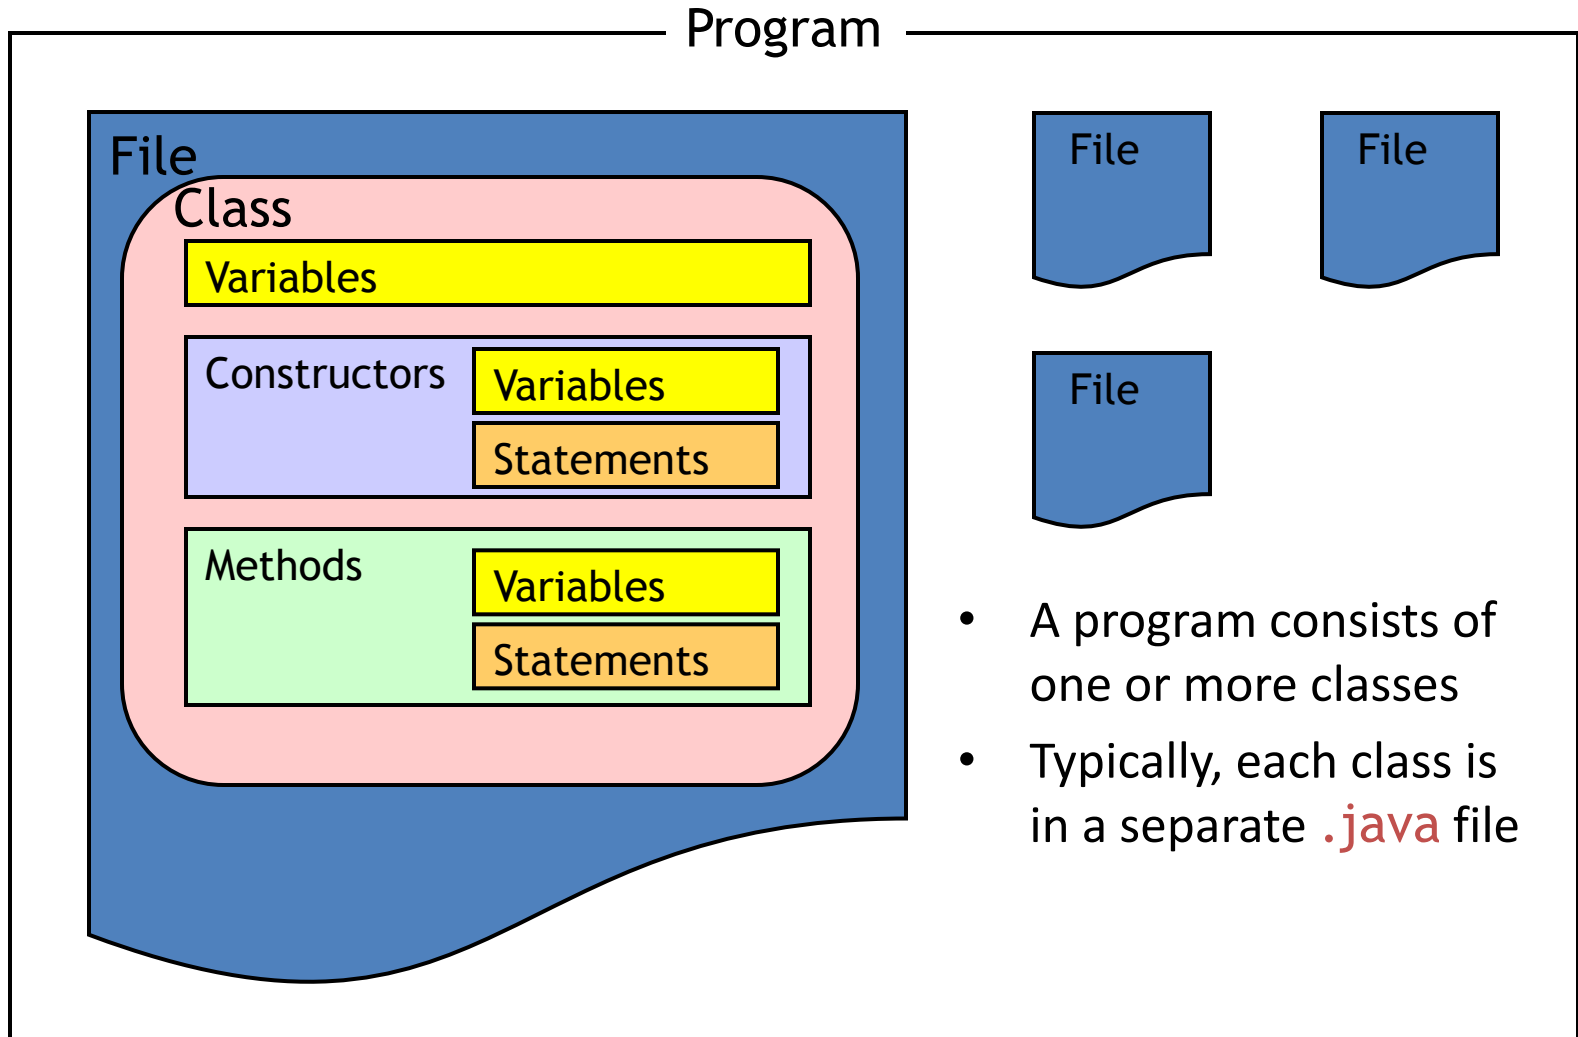 Program
File
Class
Variables
Constructors
Variables
Statements
Methods
Variables
Statements
File
File
File
• A program consists of
one or more classes
• Typically, each class is
in a separate .java file